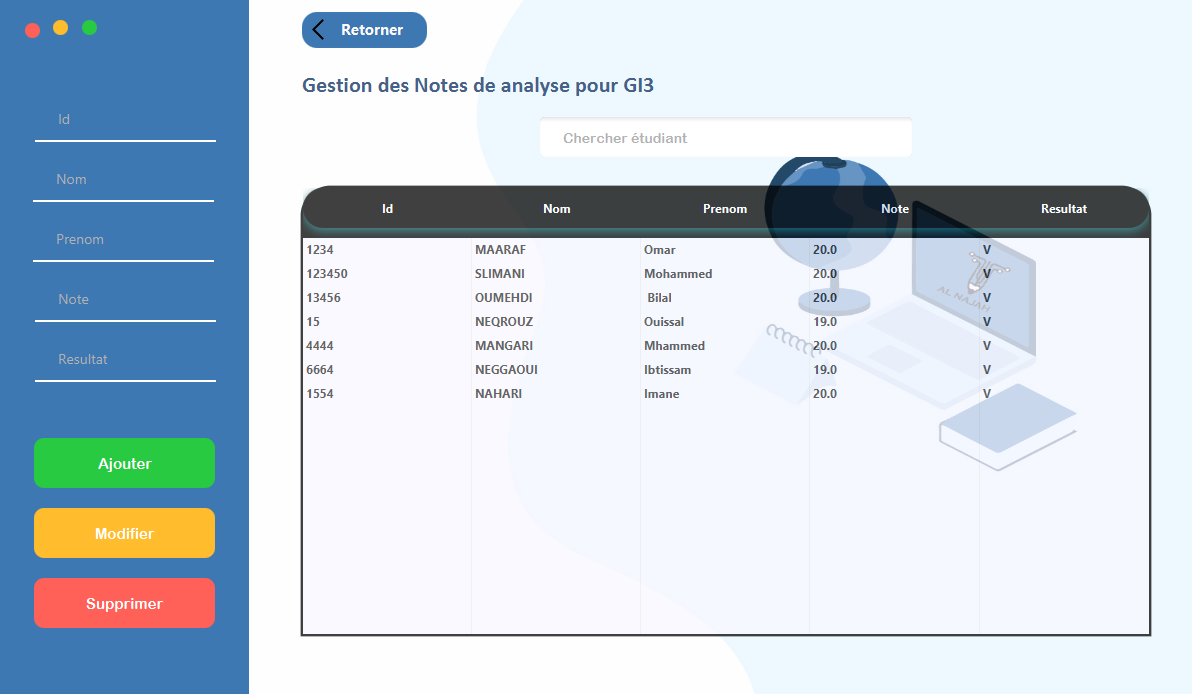 Retorner
Gestion des Notes de analyse pour GI3
Chercher étudiant
Id
Nom
Prenom
Note
Resultat
Ajouter
Modifier
Supprimer
Id Nom Prenom Note Resultat
1234 MAARAF Omar 20.0 V
123450 SLIMANI Mohammed 20.0 V
13456 OUMEHDI Bilal 20.0 V
15 NEQROUZ Ouissal 19.0 V
4444 MANGARI Mhammed 20.0 V
6664 NEGGAOUI Ibtissam 19.0 V
1554 NAHARI Imane 20.0 V
AL NAJAH